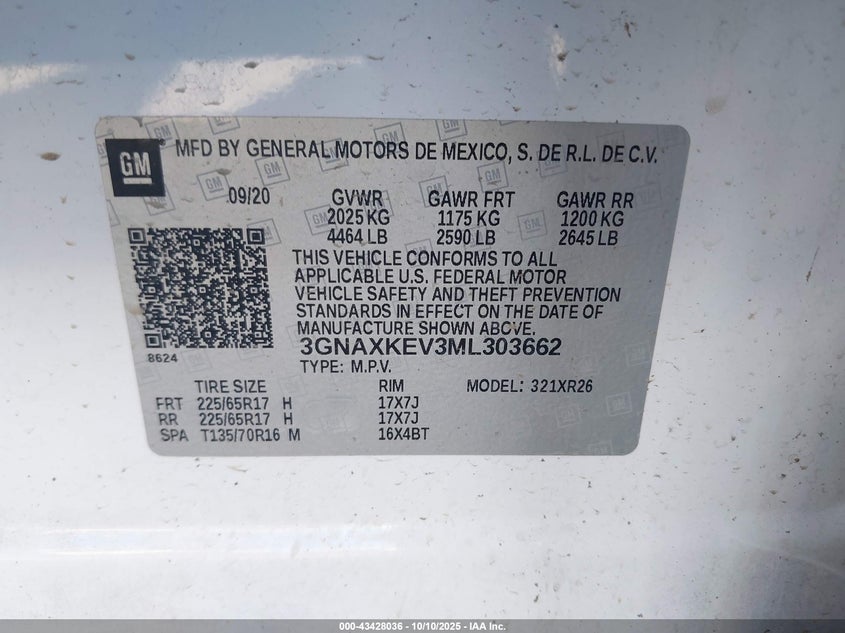 GM
MFD BY GENERAL MOTORS DE MEXICO, S. DE R.L. DE C.V.
09/20 GVWR GAWR FRT GAWR RR
2025 KG 1175 KG 1200 KG
4464 LB 2590 LB 2645 LB
THIS VEHICLE CONFORMS TO ALL
APPLICABLE U.S. FEDERAL MOTOR
VEHICLE SAFETY AND THEFT PREVENTION
STANDARDS IN EFFECT ON THE DATE OF
MANUFACTURE SHOWN ABOVE.
8624
3GNAXKEV3ML303662
TYPE: M.P.V.
TIRE SIZE RIM MODEL: 321XR26
FRT 225/65R17 H 17X7J
RR 225/65R17 H 17X7J
SPA T135/70R16 M 16X4BT
000-43428036 - 10/10/2025 - IAA Inc.